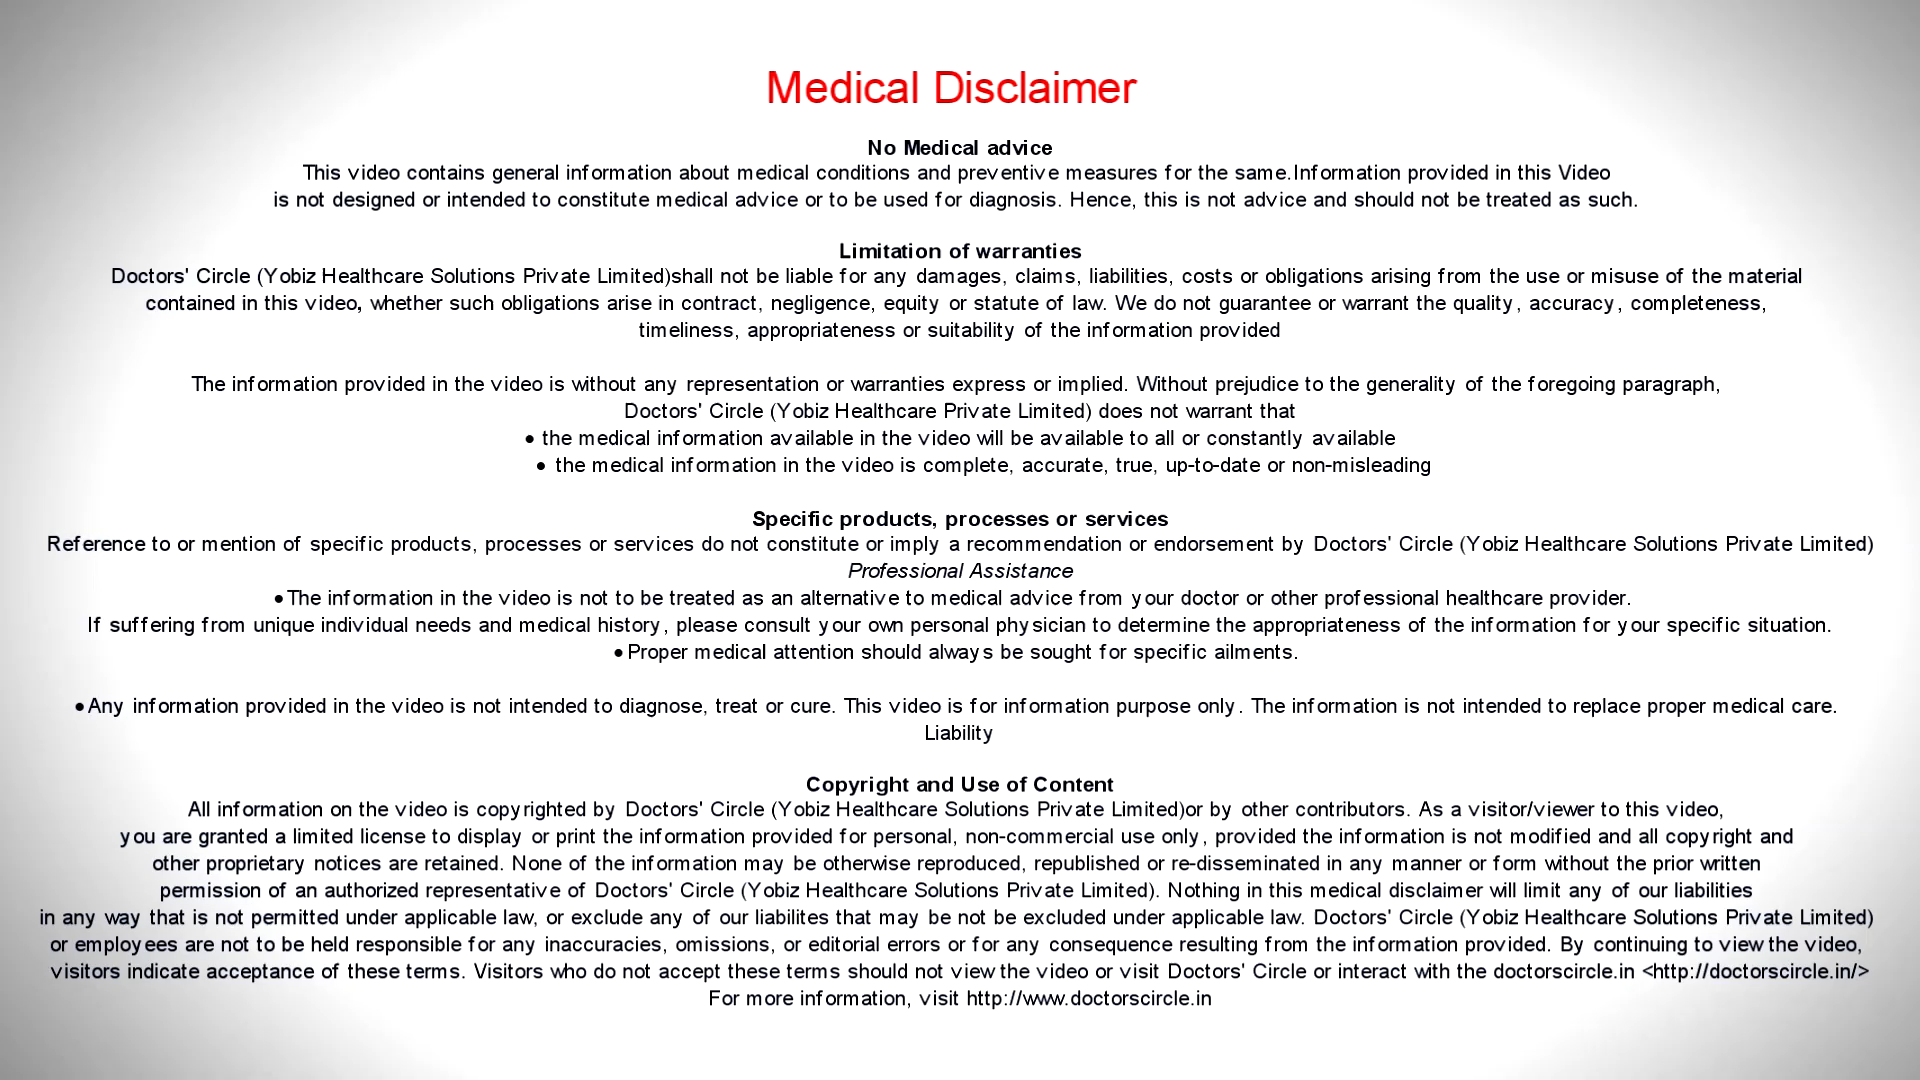 Medical Disclaimer
No Medical advice
This video contains general information about medical conditions and preventive measures for the same.Information provided in this Video
is not designed or intended to constitute medical advice or to be used for diagnosis. Hence, this is not advice and should not be treated as such.
Limitation of warranties
Doctors' Circle (Yobiz Healthcare Solutions Private Limited)shall not be liable for any damages, claims, liabilities, costs or obligations arising from the use or misuse of the material
contained in this video, whether such obligations arise in contract, negligence, equity or statute of law. We do not guarantee or warrant the quality, accuracy, completeness,
timeliness, appropriateness or suitability of the information provided
The information provided in the video is without any representation or warranties express or implied. Without prejudice to the generality of the foregoing paragraph,
Doctors' Circle (Yobiz Healthcare Private Limited) does not warrant that
• the medical information available in the video will be available to all or constantly available
• the medical information in the video is complete, accurate, true, up-to-date or non-misleading
Specific products, processes or services
Reference to or mention of specific products, processes or services do not constitute or imply a recommendation or endorsement by Doctors' Circle (Yobiz Healthcare Solutions Private Limited)
Professional Assistance
•The information in the video is not to be treated as an alternative to medical advice from your doctor or other professional healthcare provider.
If suffering from unique individual needs and medical history, please consult your own personal physician to determine the appropriateness of the information for your specific situation.
•Proper medical attention should always be sought for specific ailments.
•Any information provided in the video is not intended to diagnose, treat or cure. This video is for information purpose only. The information is not intended to replace proper medical care.
Liability
Copyright and Use of Content
All information on the video is copyrighted by Doctors' Circle (Yobiz Healthcare Solutions Private Limited)or by other contributors. As a visitor/viewer to this video,
you are granted a limited license to display or print the information provided for personal, non-commercial use only, provided the information is not modified and all copyright and
other proprietary notices are retained. None of the information may be otherwise reproduced, republished or re-disseminated in any manner or form without the prior written
permission of an authorized representative of Doctors' Circle (Yobiz Healthcare Solutions Private Limited). Nothing in this medical disclaimer will limit any of our liabilities
in any way that is not permitted under applicable law, or exclude any of our liabilites that may be not be excluded under applicable law. Doctors' Circle (Yobiz Healthcare Solutions Private Limited)
or employees are not to be held responsible for any inaccuracies, omissions, or editorial errors or for any consequence resulting from the information provided. By continuing to view the video,
visitors indicate acceptance of these terms. Visitors who do not accept these terms should not view the video or visit Doctors' Circle or interact with the doctorscircle.in <http://doctorscircle.in/>
For more information, visit http://www.doctorscircle.in